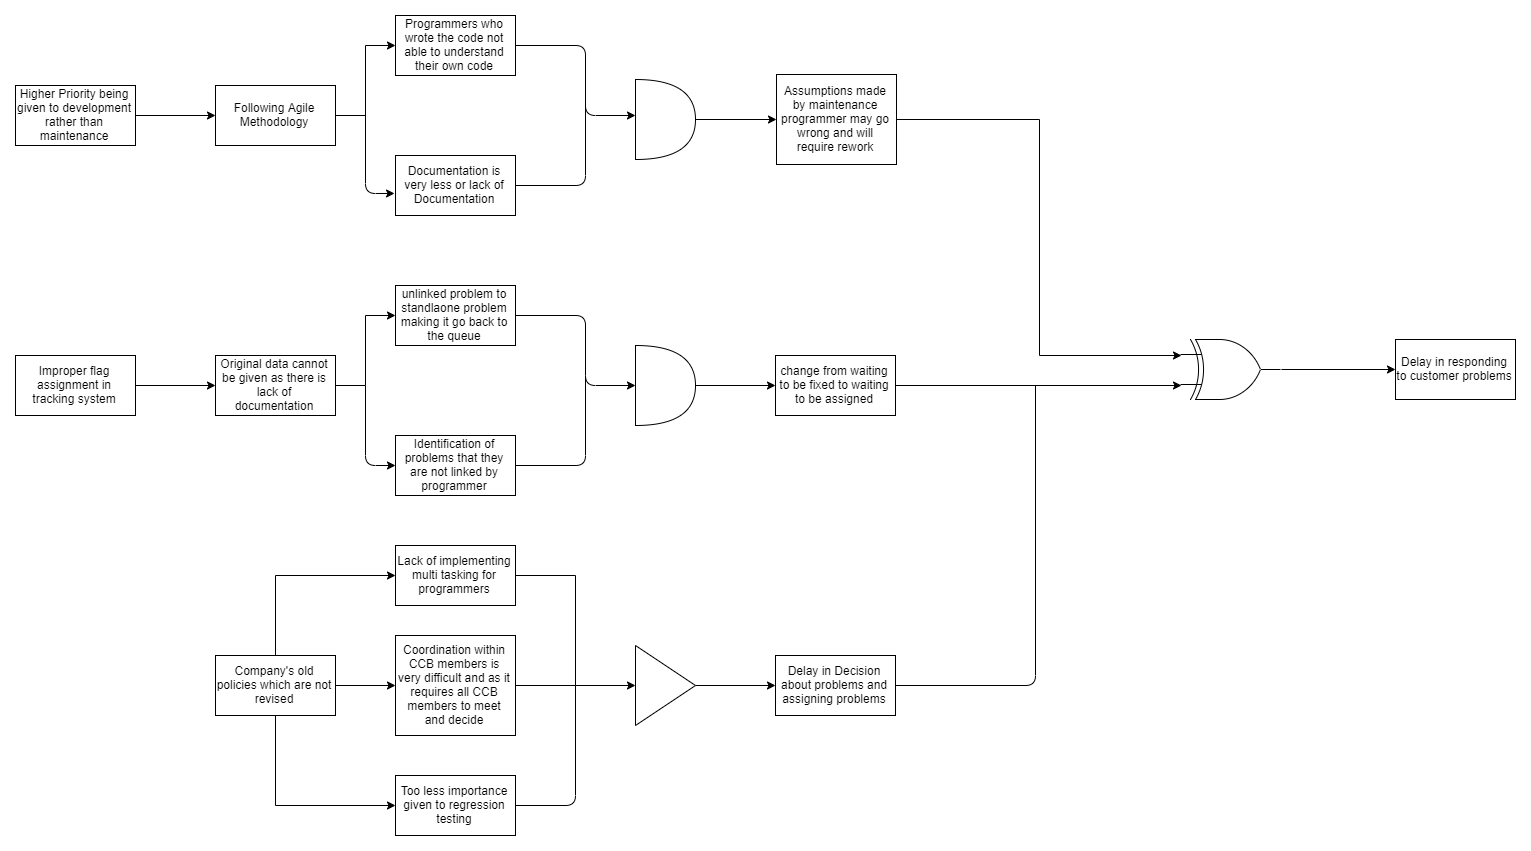 Programmers who
wrote the code not
able to understand
their own code
Higher Priority being
given to development
rather than
maintenance
Following Agile
Methodology
Assumptions made
by maintenance
programmer may go
wrong and will
require rework
Documentation is
very less or lack of
Documentation
unlinked problem to
standlaone problem
making it go back to
the queue
Improper flag
assignment in
tracking system
Original data cannot
be given as there is
lack of
documentation
change from waiting
to be fixed to waiting
to be assigned
Delay in responding
to customer problems
Identification of
problems that they
are not linked by
programmer
Lack of implementing
multi tasking for
programmers
Company's old
policies which are not
revised
Coordination within
CCB members is
very difficult and as it
requires all CCB
members to meet
and decide
Delay in Decision
about problems and
assigning problems
Too less importance
given to regression
testing